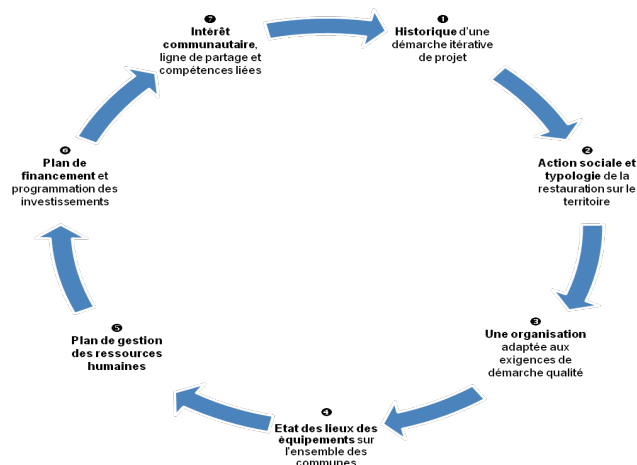 ❶
Historique d'une
démarche itérative
de projet
❷
Action sociale et
typologie de la
restauration sur le
territoire
❸
Une organisation
adaptée aux
exigences de
démarche qualité
❹
Etat des lieux des
équipements sur
l'ensemble des
communes
❺
Plan de gestion
des ressources
humaines
❻
Plan de
financement et
programmation des
investissements
❼
Intérêt
communautaire,
ligne de partage et
compétences liées